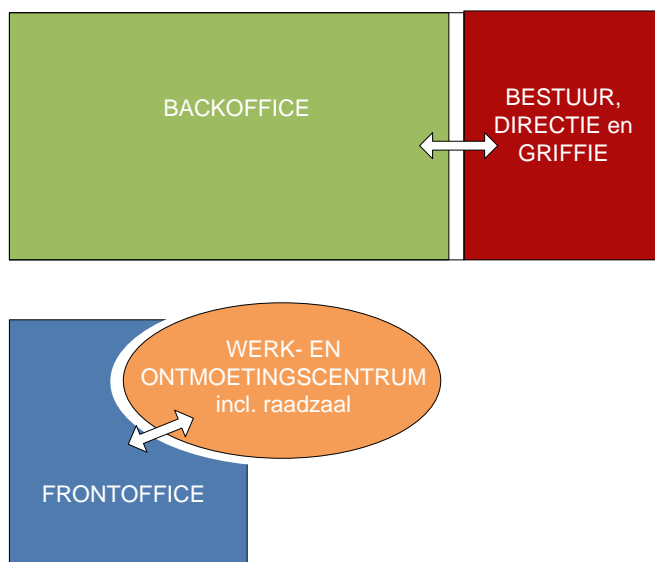 BACKOFFICE
BESTUUR,
DIRECTIE en
GRIFFIE
WERK- EN
ONTMOETINGSCENTRUM
incl. raadzaal
FRONTOFFICE